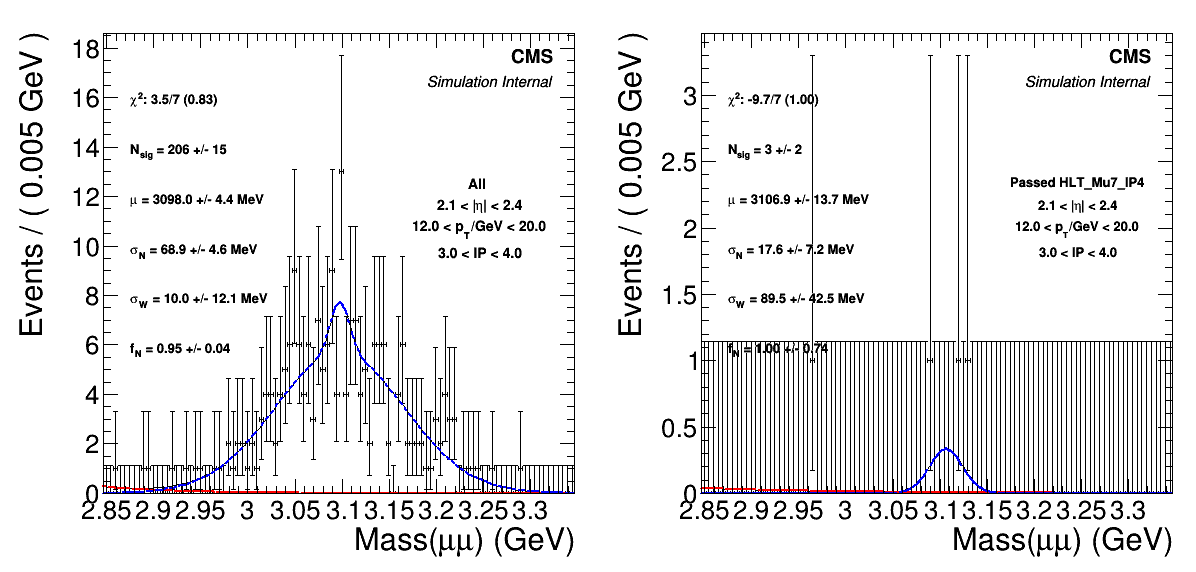 Events / ( 0.005 GeV )
18
16
14
12
10
8
6
4
2
0
CMS
Simulation Internal
χ²: 3.5/7 (0.83)
N_sig = 206 +/- 15
μ = 3098.0 +/- 4.4 MeV
σ_N = 68.9 +/- 4.6 MeV
σ_W = 10.0 +/- 12.1 MeV
f_N = 0.95 +/- 0.04
All
2.1 < |η| < 2.4
12.0 < p_T/GeV < 20.0
3.0 < IP < 4.0
2.85 2.9 2.95 3 3.05 3.1 3.15 3.2 3.25 3.3
Mass(μμ) (GeV)
Events / ( 0.005 GeV )
3
2.5
2
1.5
1
0.5
0
CMS
Simulation Internal
χ²: -9.7/7 (1.00)
N_sig = 3 +/- 2
μ = 3106.9 +/- 13.7 MeV
σ_N = 17.6 +/- 7.2 MeV
σ_W = 89.5 +/- 42.5 MeV
f_N = 1.00 +/- 0.74
Passed HLT_Mu7_IP4
2.1 < |η| < 2.4
12.0 < p_T/GeV < 20.0
3.0 < IP < 4.0
2.85 2.9 2.95 3 3.05 3.1 3.15 3.2 3.25 3.3
Mass(μμ) (GeV)